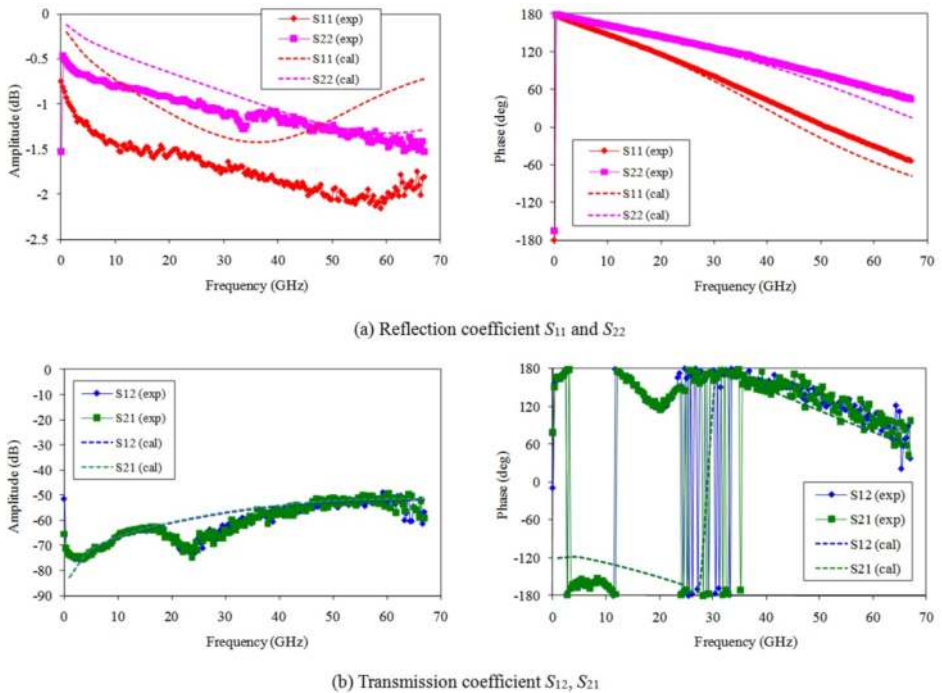 0
-0.5
-1
-1.5
-2
-2.5
Amplitude (dB)
S11 (exp)
S22 (exp)
S11 (cal)
S22 (cal)
0 10 20 30 40 50 60 70
Frequency (GHz)
180
120
60
0
-60
-120
-180
Phase (deg)
S11 (exp)
S22 (exp)
S11 (cal)
S22 (cal)
0 10 20 30 40 50 60 70
Frequency (GHz)
(a) Reflection coefficient S11 and S22
0
-10
-20
-30
-40
-50
-60
-70
-80
-90
Amplitude (dB)
S12 (exp)
S21 (exp)
S12 (cal)
S21 (cal)
0 10 20 30 40 50 60 70
Frequency (GHz)
180
120
60
0
-60
-120
-180
Phase (deg)
S12 (exp)
S21 (exp)
S12 (cal)
S21 (cal)
0 10 20 30 40 50 60 70
Frequency (GHz)
(b) Transmission coefficient S12, S21